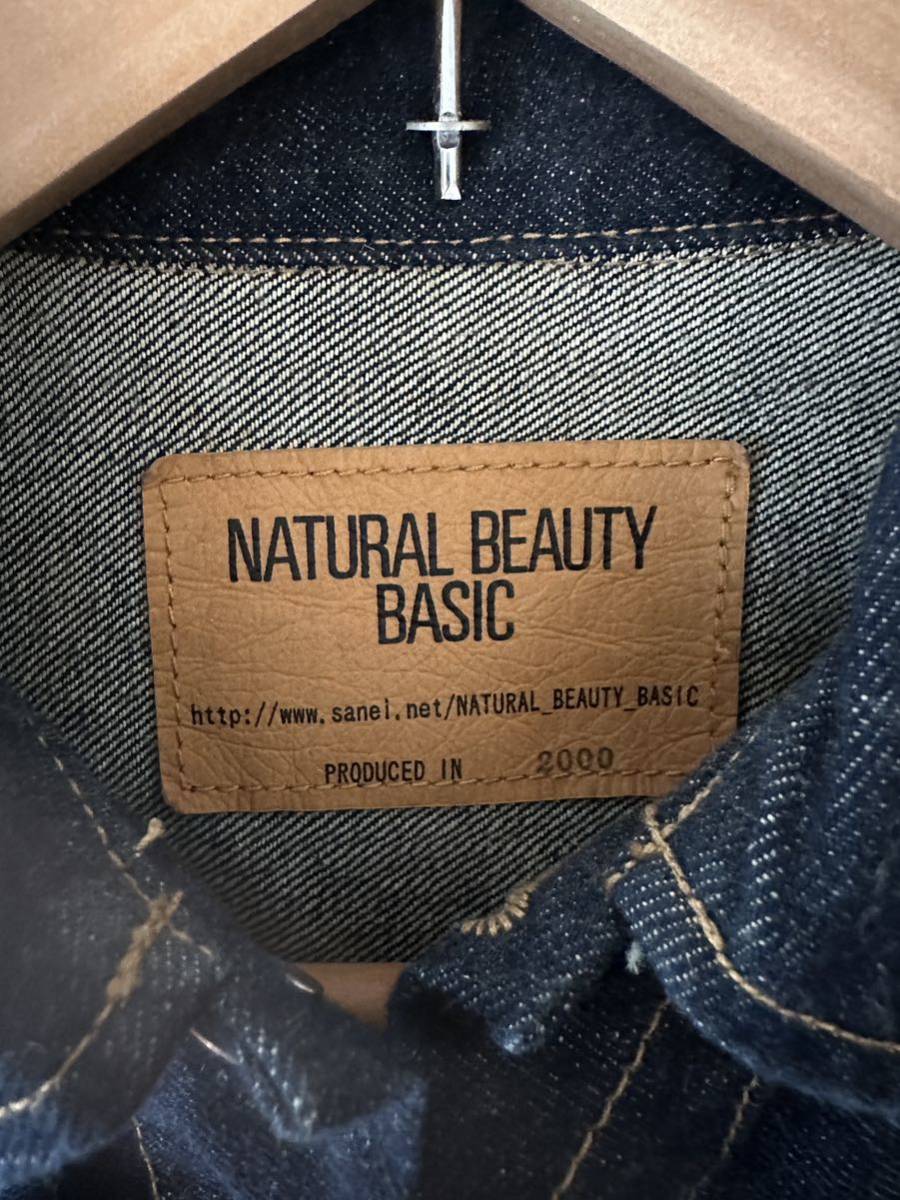 NATURAL BEAUTY
BASIC
http://www.sanei.net/NATURAL_BEAUTY_BASIC
PRODUCED IN 2000